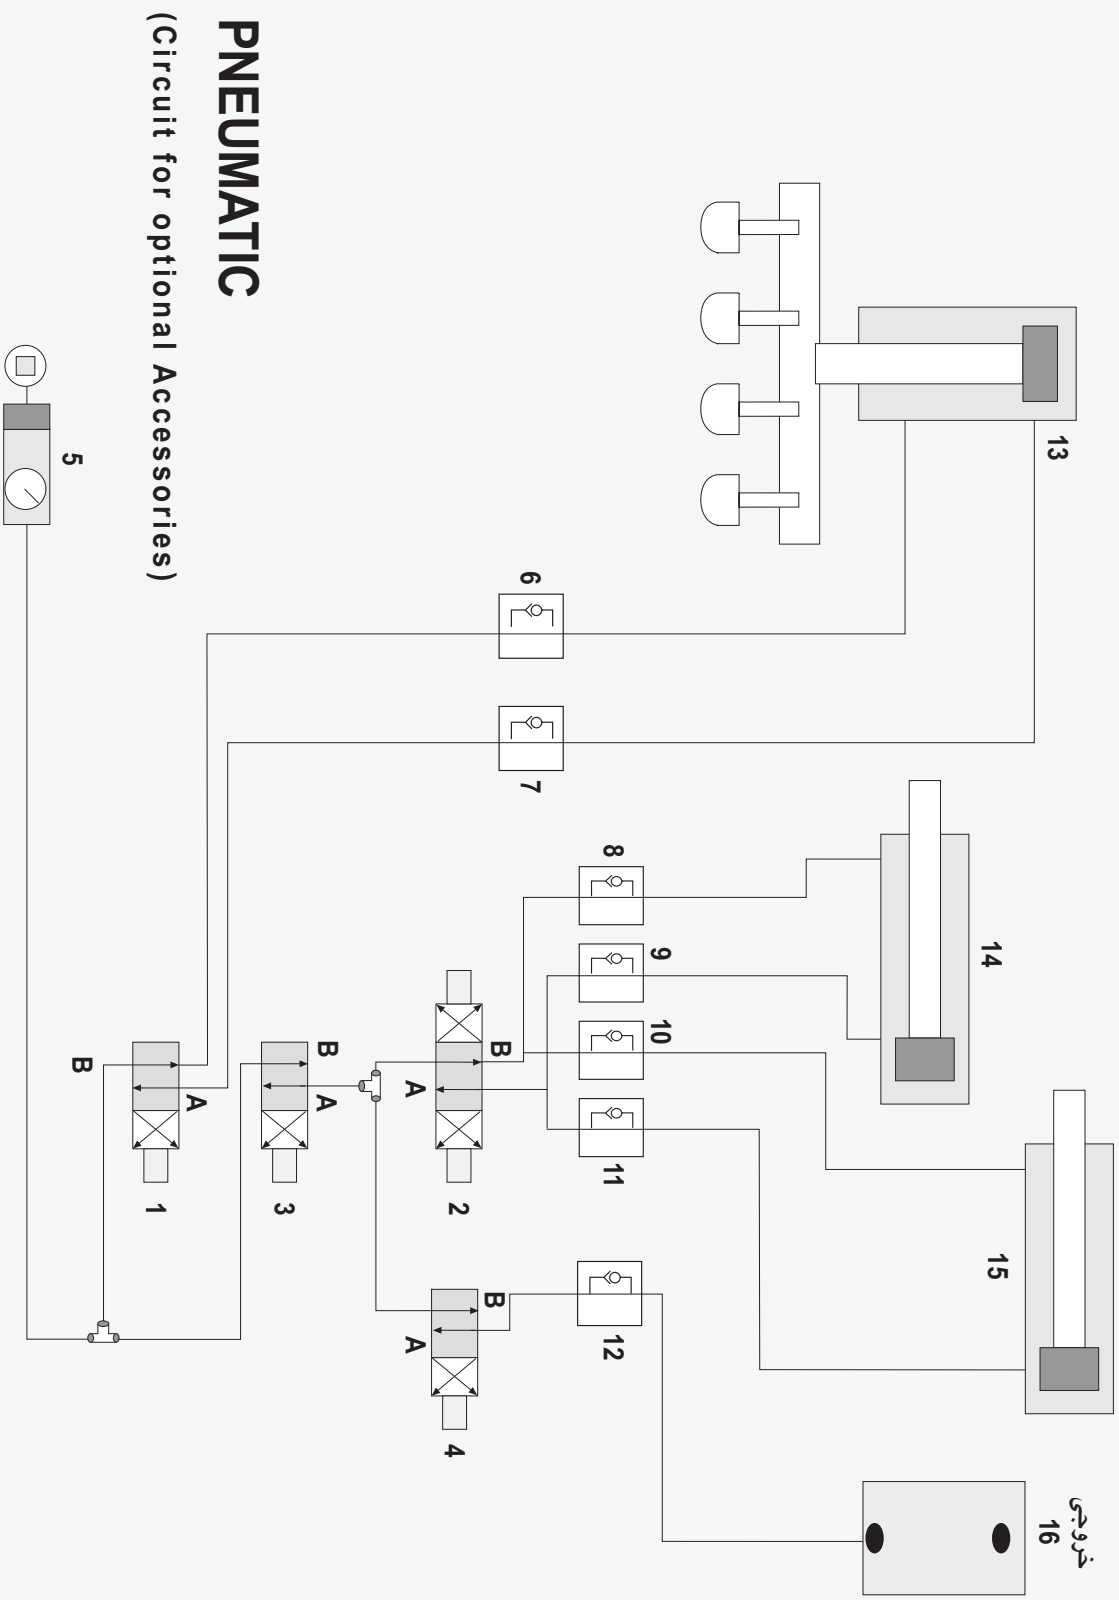 PNEUMATIC
(Circuit for optional Accessories)
13
14
15
خروجی
16
6
7
8
9
10
11
12
5
B
A
1
B
A
3
B
A
2
B
A
4